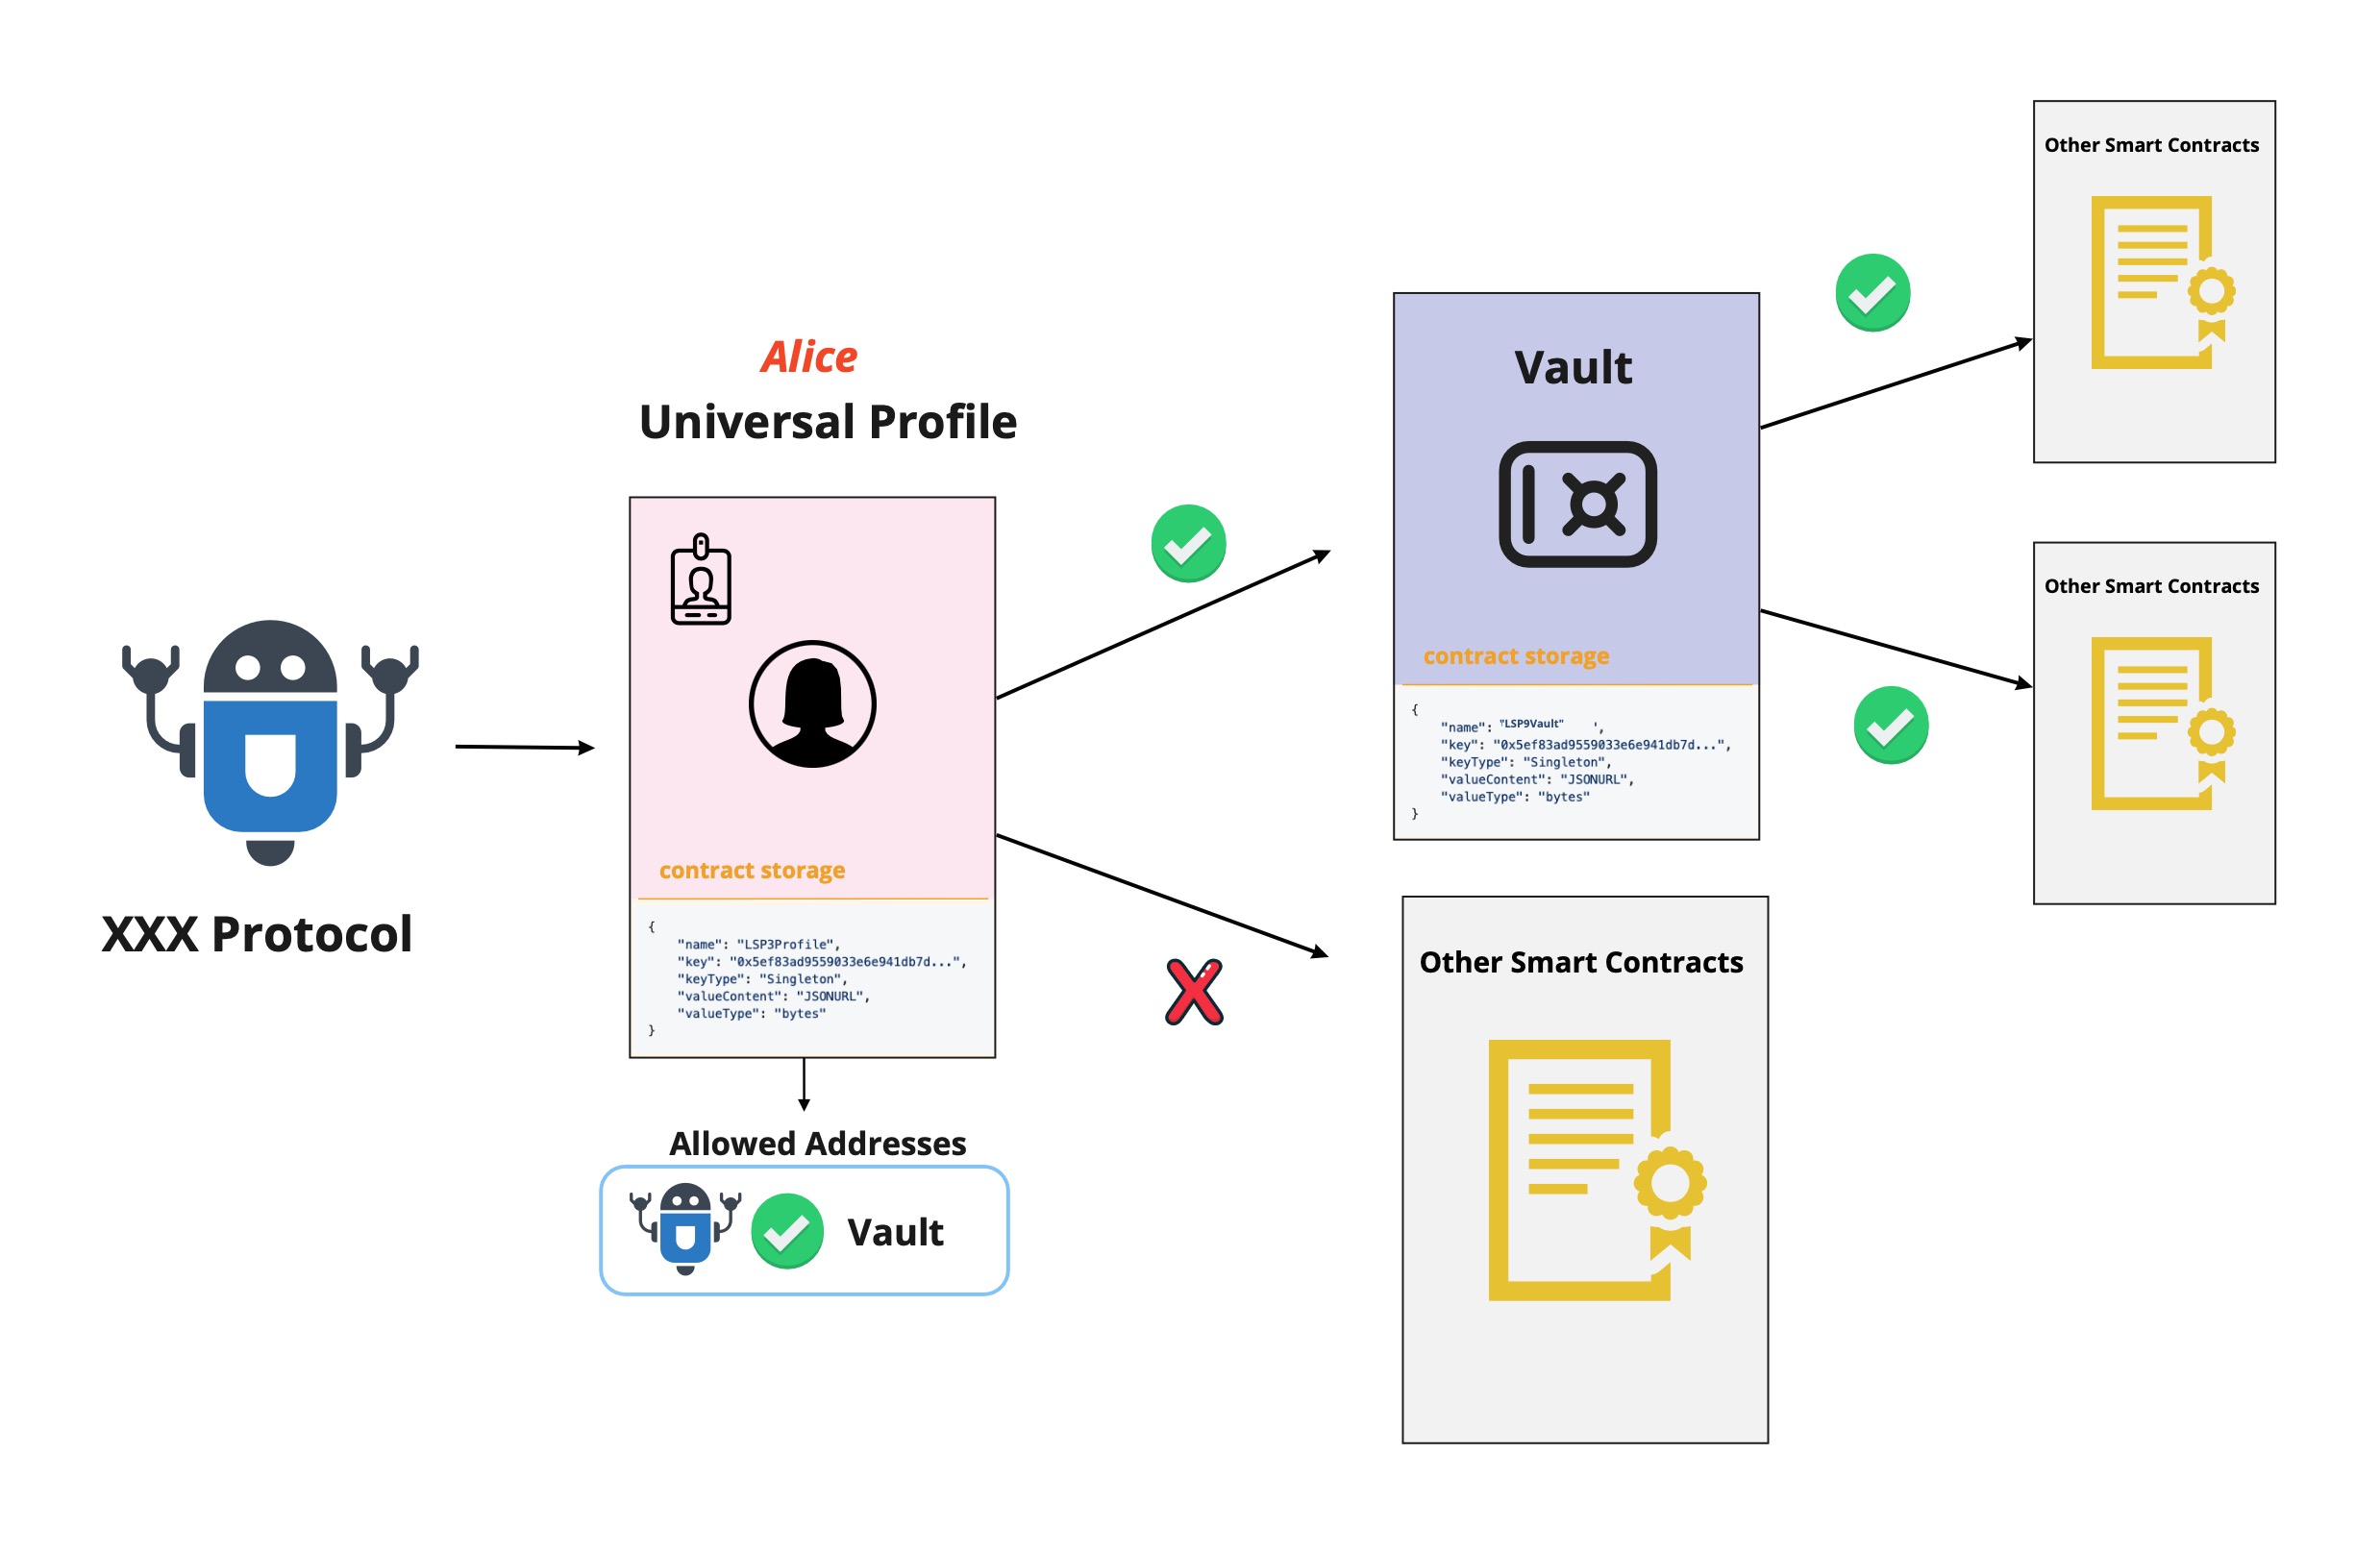 XXX Protocol
Alice
Universal Profile
contract storage
{
"name": "LSP3Profile",
"key": "0x5ef83ad9559033e6e941db7d...",
"keyType": "Singleton",
"valueContent": "JSONURL",
"valueType": "bytes"
}
Allowed Addresses
Vault
Vault
contract storage
{
"name": "LSP9Vault" ',
"key": "0x5ef83ad9559033e6e941db7d...",
"keyType": "Singleton",
"valueContent": "JSONURL",
"valueType": "bytes"
}
Other Smart Contracts
Other Smart Contracts
Other Smart Contracts